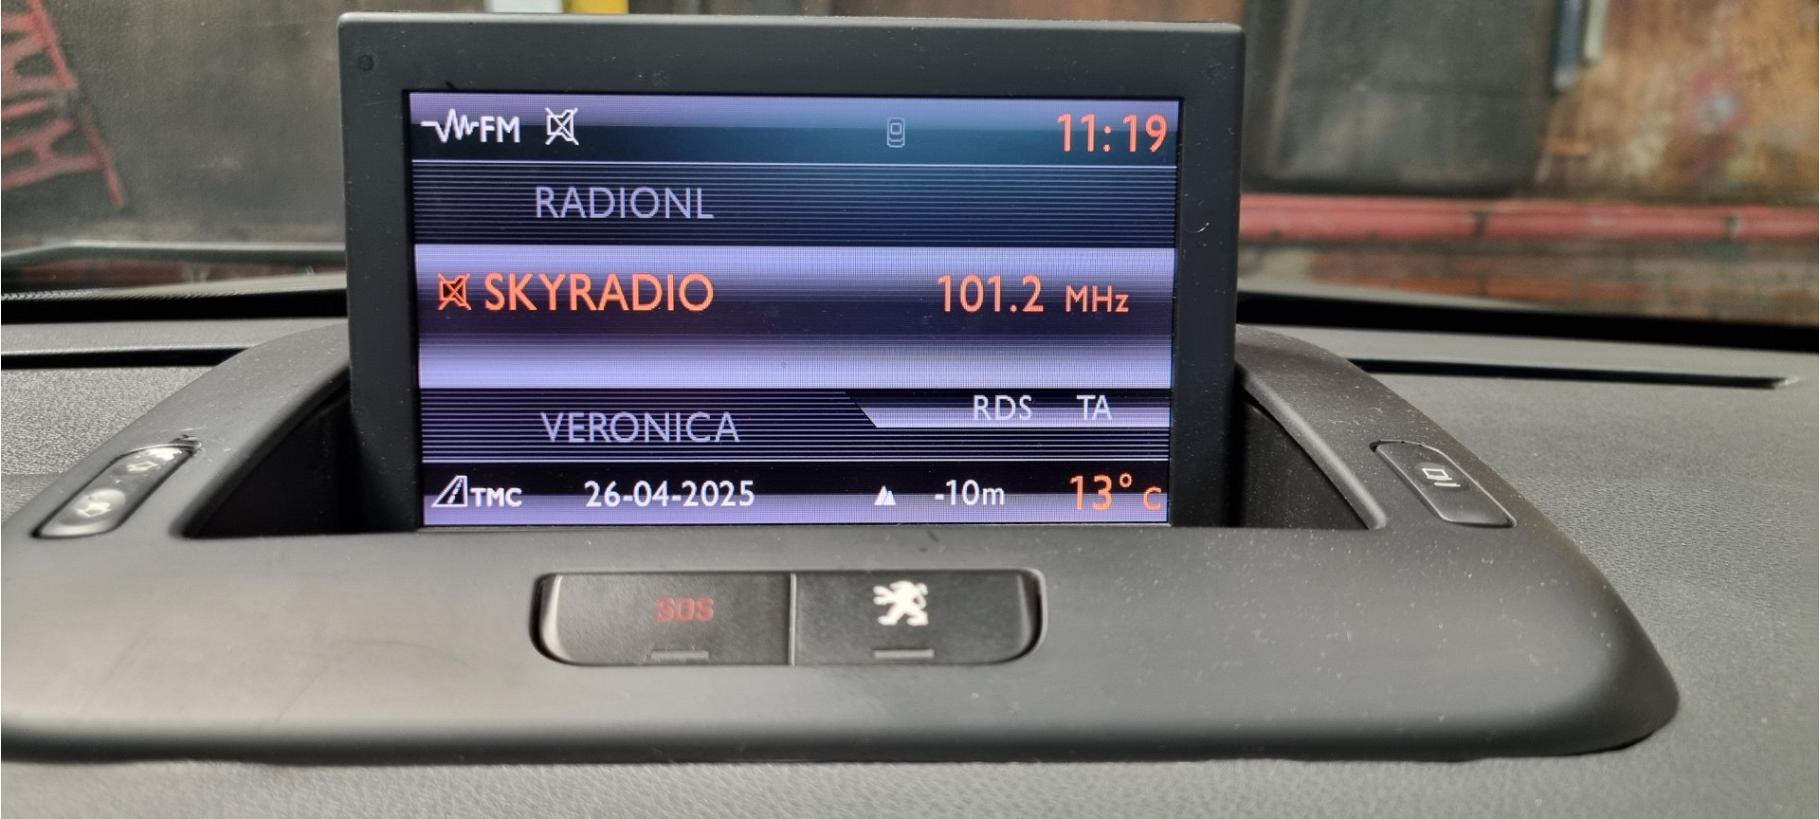 FM 11:19
RADIONL
SKYRADIO 101.2 MHz
RDS TA
VERONICA
TMC 26-04-2025 -10m 13°C
SOS